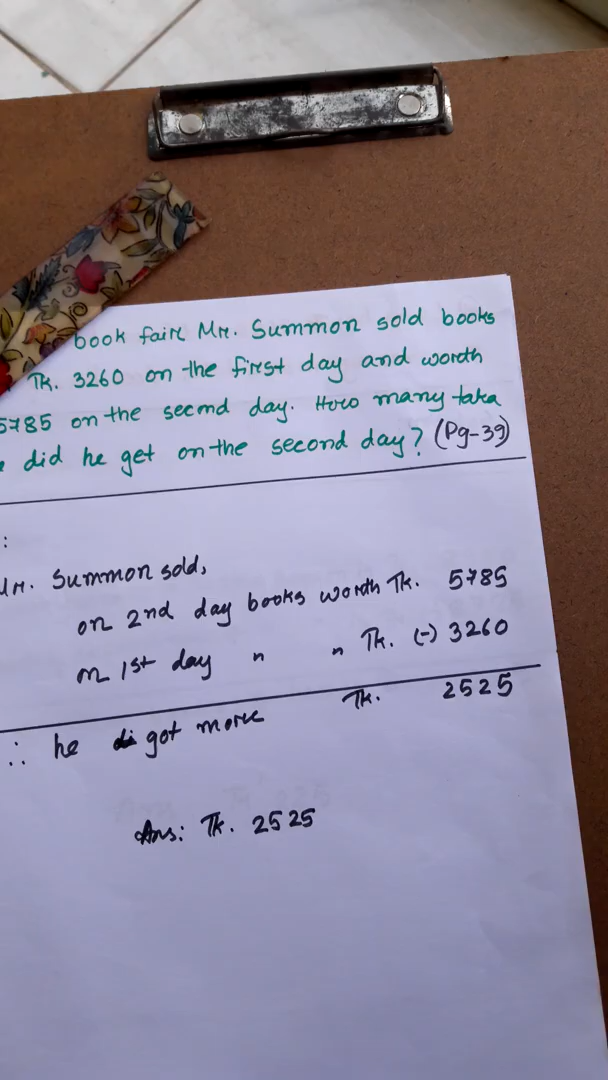 book fair Mr. Summon sold books
Tk. 3260 on the first day and worth
5785 on the second day. How many taka
did he get on the second day? (Pg-39)
:
Mr. Summon sold,
on 2nd day books worth Tk. 5785
on 1st day " " Tk. (-) 3260
∴ he got more Tk. 2525
Ans: Tk. 2525